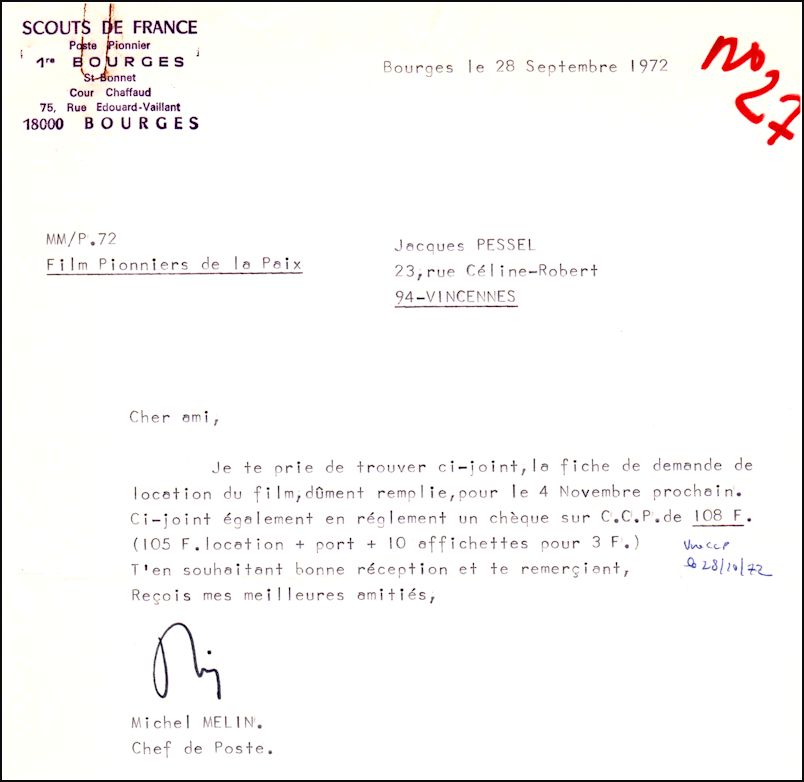 SCOUTS DE FRANCE
Poste Pionnier
1re BOURGES
St-Bonnet
Cour Chaffaud
75, Rue Edouard-Vaillant
18000 BOURGES
Bourges le 28 Septembre 1972
no 27
MM/P.72
Film Pionniers de la Paix
Jacques PESSEL
23,rue Céline-Robert
94-VINCENNES
Cher ami,
Je te prie de trouver ci-joint,la fiche de demande de
location du film,dûment remplie,pour le 4 Novembre prochain.
Ci-joint également en réglement un chèque sur C.C.P.de 108 F.
(105 F.location + port + 10 affichettes pour 3 F.)
T'en souhaitant bonne réception et te remerçiant,
Reçois mes meilleures amitiés,
CCP
le 28/10/72
Michel MELIN.
Chef de Poste.